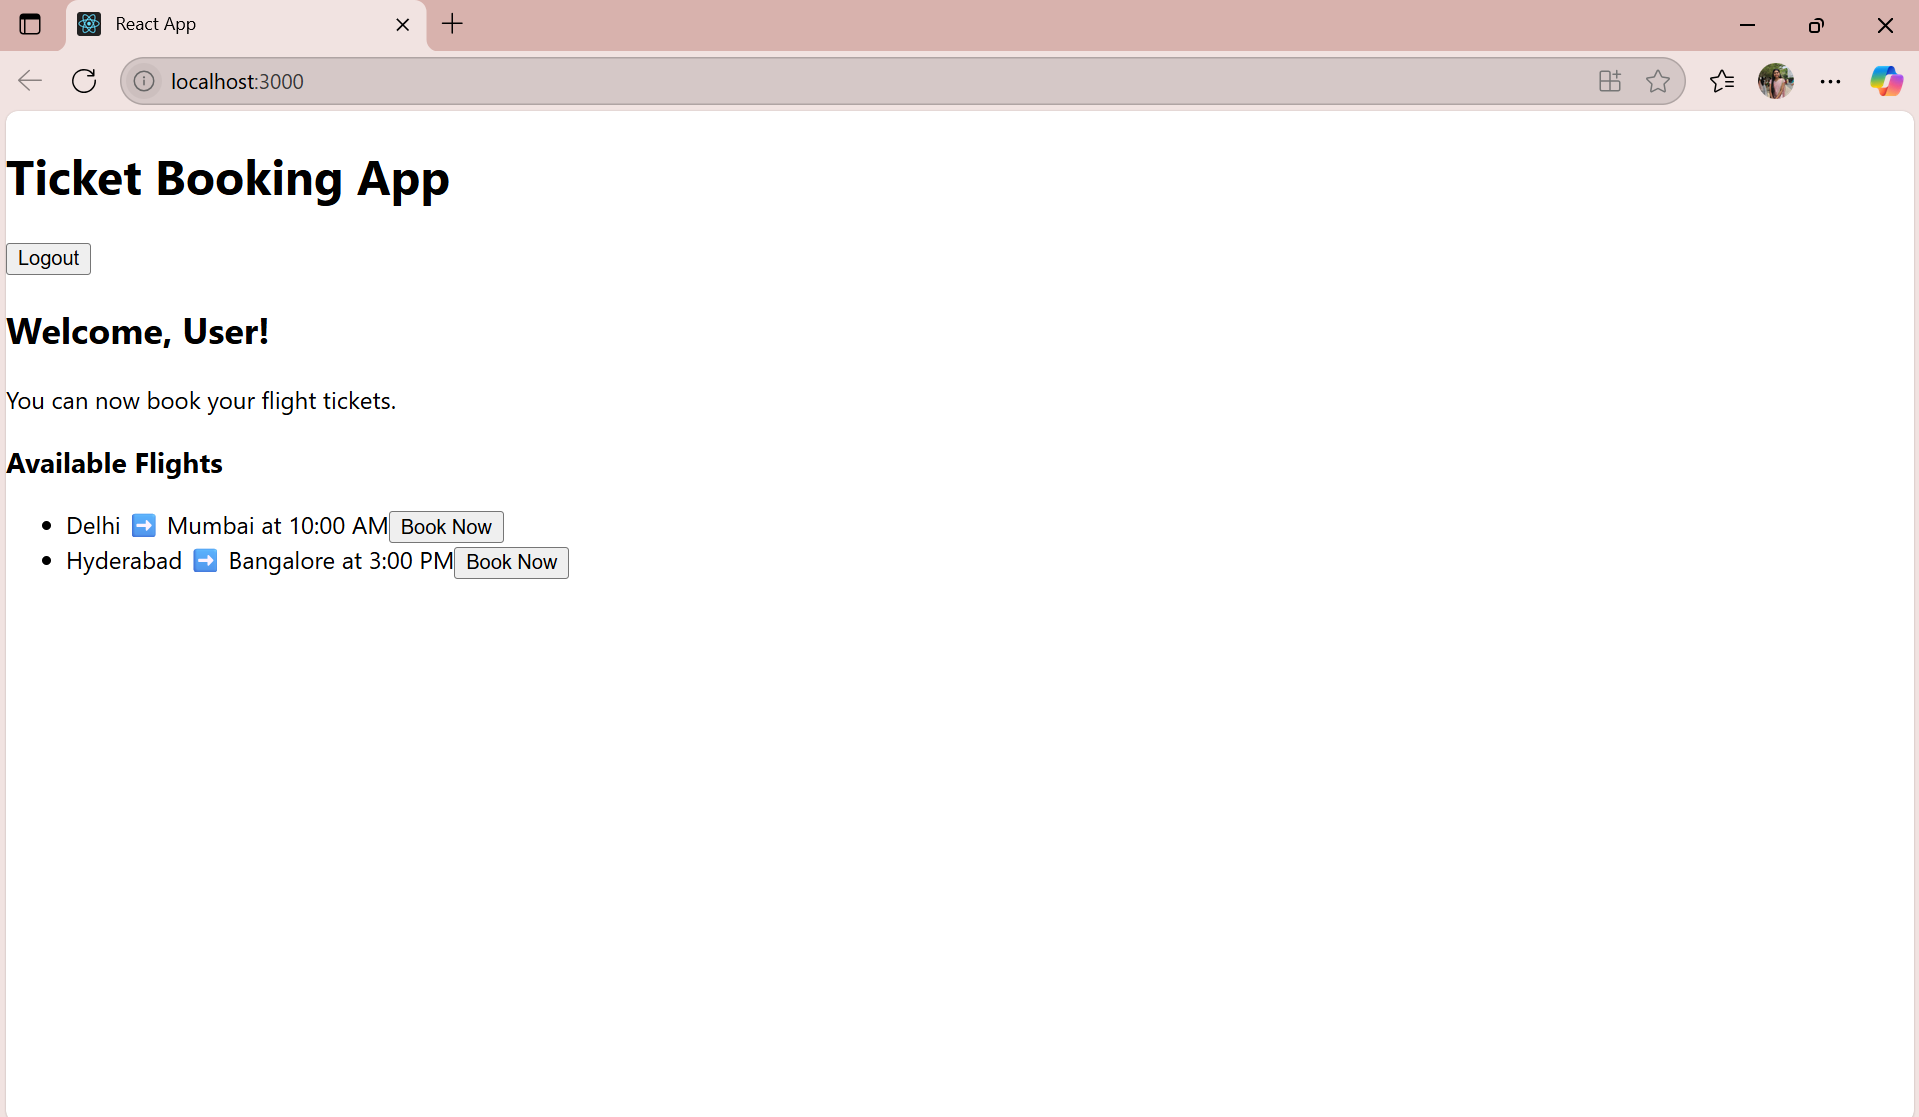 React App
localhost:3000
Ticket Booking App
Logout
Welcome, User!
You can now book your flight tickets.
Available Flights
Delhi ➡️ Mumbai at 10:00 AM Book Now
Hyderabad ➡️ Bangalore at 3:00 PM Book Now